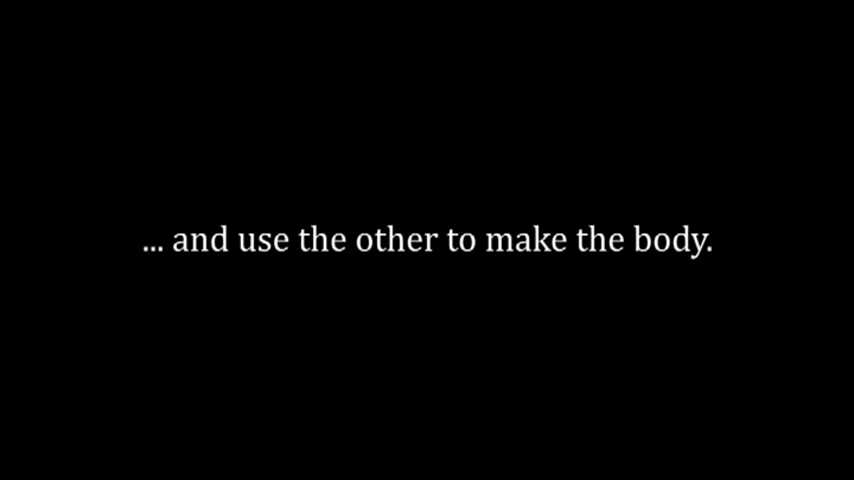 ... and use the other to make the body.